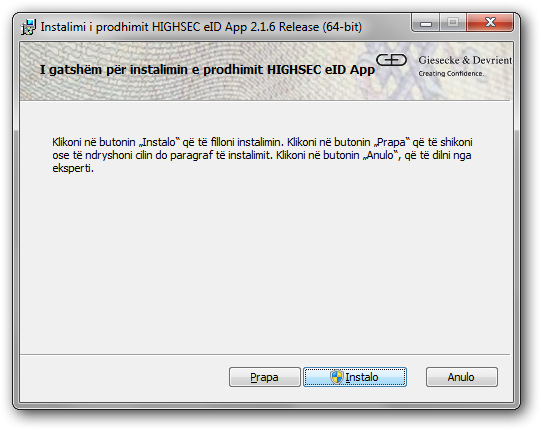 Instalimi i prodhimit HIGHSEC eID App 2.1.6 Release (64-bit)
I gatshëm për instalimin e prodhimit HIGHSEC eID App
Giesecke & Devrient
Creating Confidence.
Klikoni në butonin „Instalo“ që të filloni instalimin. Klikoni në butonin „Prapa“ që të shikoni
ose të ndryshoni cilin do paragraf të instalimit. Klikoni në butonin „Anulo“, që të dilni nga
eksperti.
Prapa
Instalo
Anulo